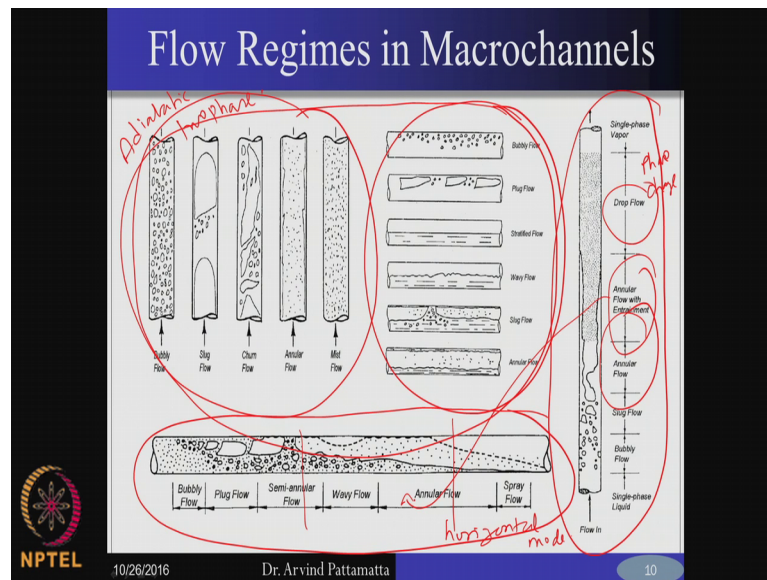 Flow Regimes in Macrochannels
Adiabatic
twophase
Bubbly
Flow
Slug
Flow
Churn
Flow
Annular
Flow
Mist
Flow
Bubbly Flow
Plug Flow
Stratified Flow
Wavy Flow
Slug Flow
Annular Flow
Single-phase
Vapor
Phase
change
Drop Flow
Annular
Flow with
Entrainment
Annular
Flow
Slug Flow
Bubbly
Flow
Single-phase
Liquid
Flow In
Bubbly
Flow
Plug Flow
Semi-annular
Flow
Wavy Flow
Annular Flow
Spray
Flow
horizontal
mode
NPTEL
10/26/2016
Dr. Arvind Pattamatta
10